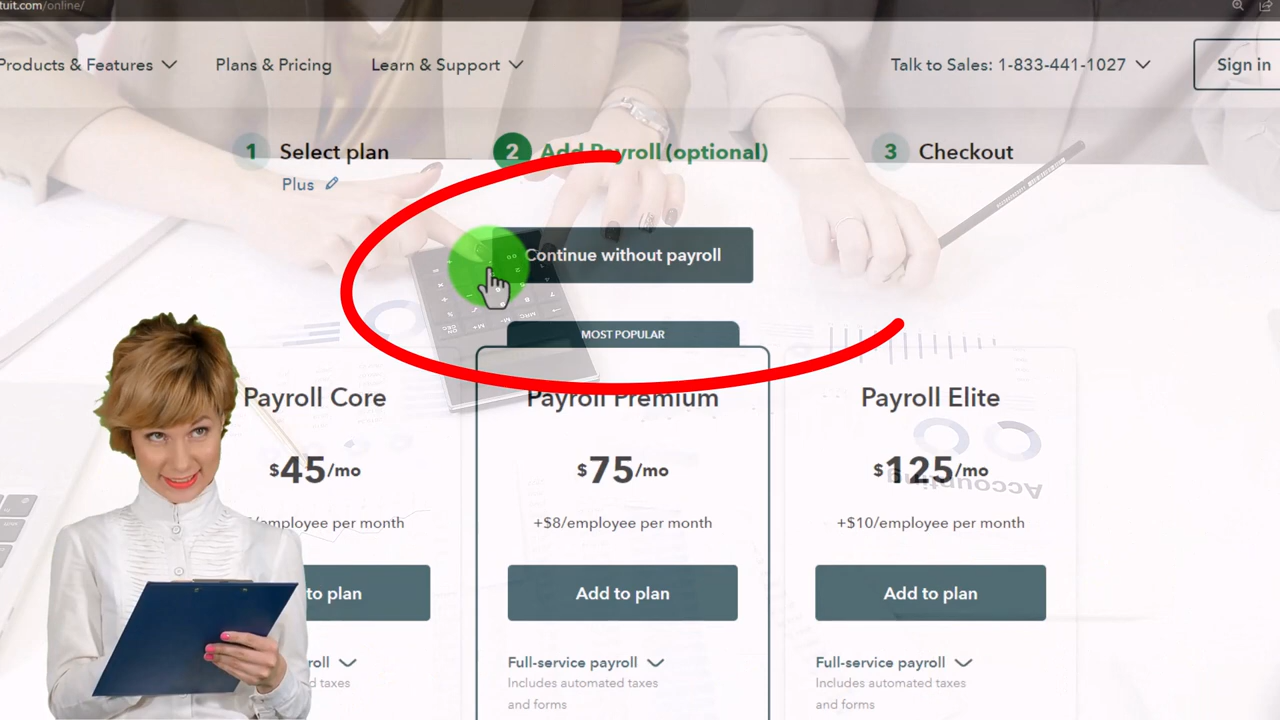 tuit.com/online/
Products & Features
Plans & Pricing
Learn & Support
Talk to Sales: 1-833-441-1027
Sign in
1 Select plan
2 Add Payroll (optional)
3 Checkout
Plus
Continue without payroll
MOST POPULAR
Payroll Core
Payroll Premium
Payroll Elite
$45/mo
$75/mo
$125/mo
/employee per month
+$8/employee per month
+$10/employee per month
Accounting
to plan
Add to plan
Add to plan
roll
Full-service payroll
Full-service payroll
d taxes
Includes automated taxes
and forms
Includes automated taxes
and forms